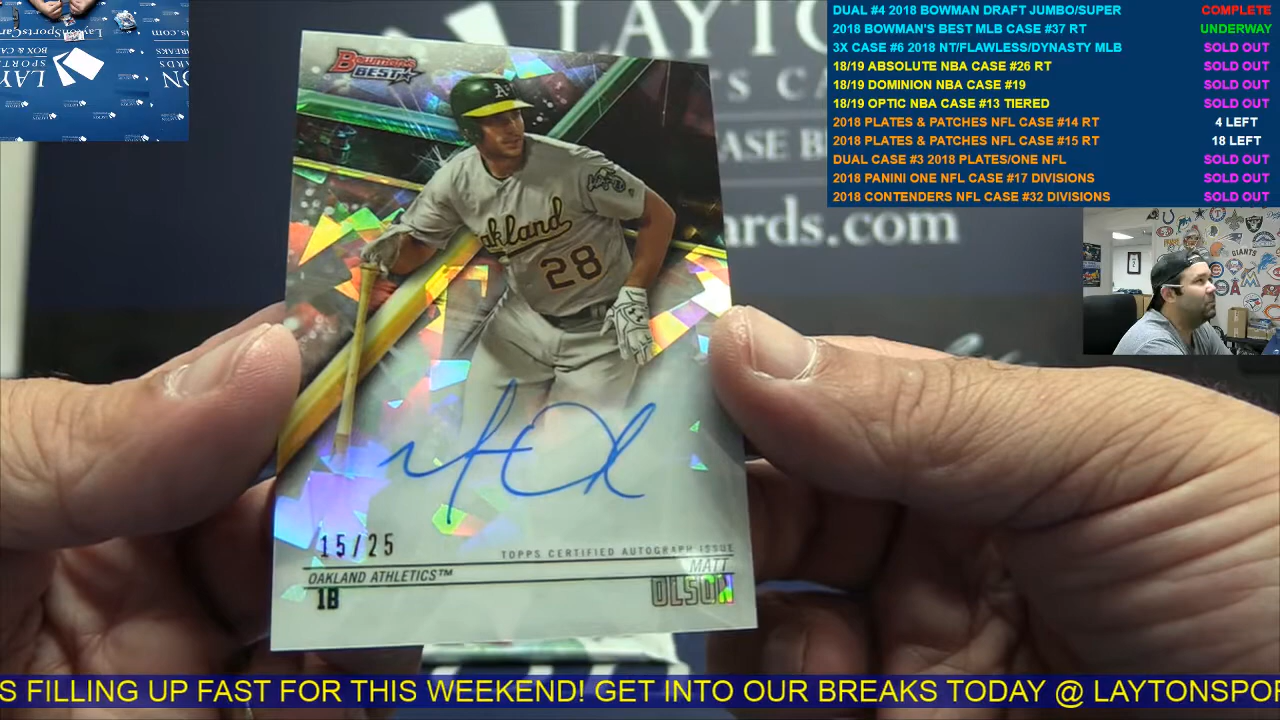 DUAL #4 2018 BOWMAN DRAFT JUMBO/SUPER COMPLETE
2018 BOWMAN'S BEST MLB CASE #37 RT UNDERWAY
3X CASE #6 2018 NT/FLAWLESS/DYNASTY MLB SOLD OUT
18/19 ABSOLUTE NBA CASE #26 RT SOLD OUT
18/19 DOMINION NBA CASE #19 SOLD OUT
18/19 OPTIC NBA CASE #13 TIERED SOLD OUT
2018 PLATES & PATCHES NFL CASE #14 RT 4 LEFT
2018 PLATES & PATCHES NFL CASE #15 RT 18 LEFT
DUAL CASE #3 2018 PLATES/ONE NFL SOLD OUT
2018 PANINI ONE NFL CASE #17 DIVISIONS SOLD OUT
2018 CONTENDERS NFL CASE #32 DIVISIONS SOLD OUT
LAYTON
S C
ASE B
rds.com
BOWMAN'S
BEST
A's
Oakland
28
15/25
TOPPS CERTIFIED AUTOGRAPH ISSUE
OAKLAND ATHLETICS™
MATT
1B
OLSON
GIANTS
S FILLING UP FAST FOR THIS WEEKEND! GET INTO OUR BREAKS TODAY @ LAYTONSPO